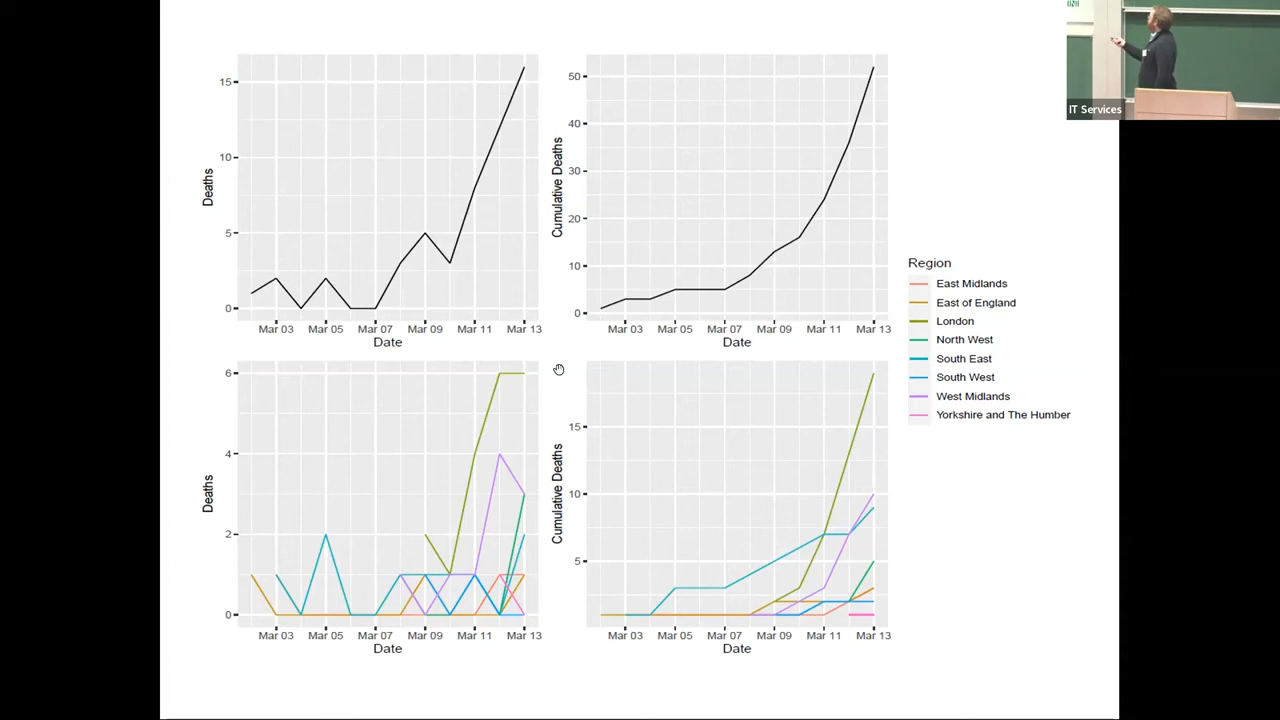 IT Services
15
10
5
0
Deaths
Mar 03 Mar 05 Mar 07 Mar 09 Mar 11 Mar 13
Date
50
40
30
20
10
0
Cumulative Deaths
Mar 03 Mar 05 Mar 07 Mar 09 Mar 11 Mar 13
Date
6
4
2
0
Deaths
Mar 03 Mar 05 Mar 07 Mar 09 Mar 11 Mar 13
Date
15
10
5
Cumulative Deaths
Mar 03 Mar 05 Mar 07 Mar 09 Mar 11 Mar 13
Date
Region
East Midlands
East of England
London
North West
South East
South West
West Midlands
Yorkshire and The Humber